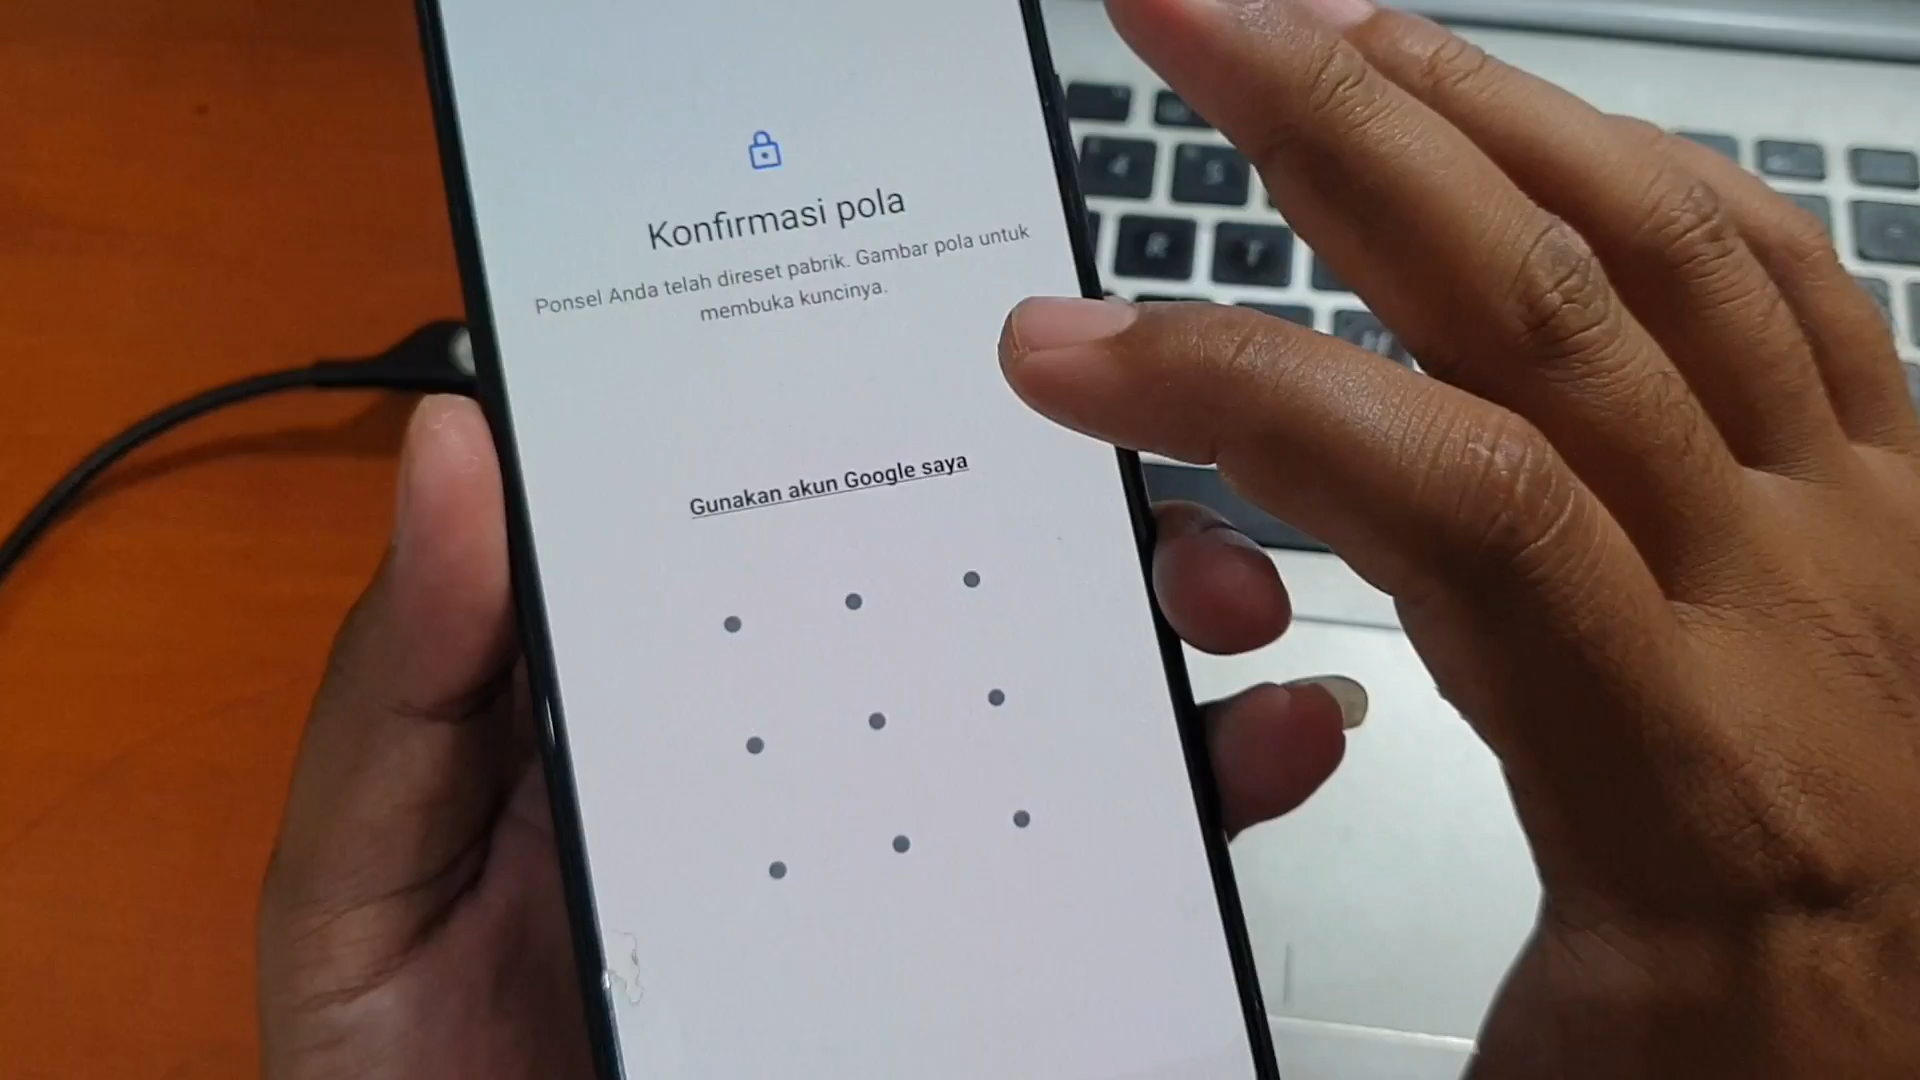 Konfirmasi pola
Ponsel Anda telah direset pabrik. Gambar pola untuk
membuka kuncinya.
Gunakan akun Google saya
R
T